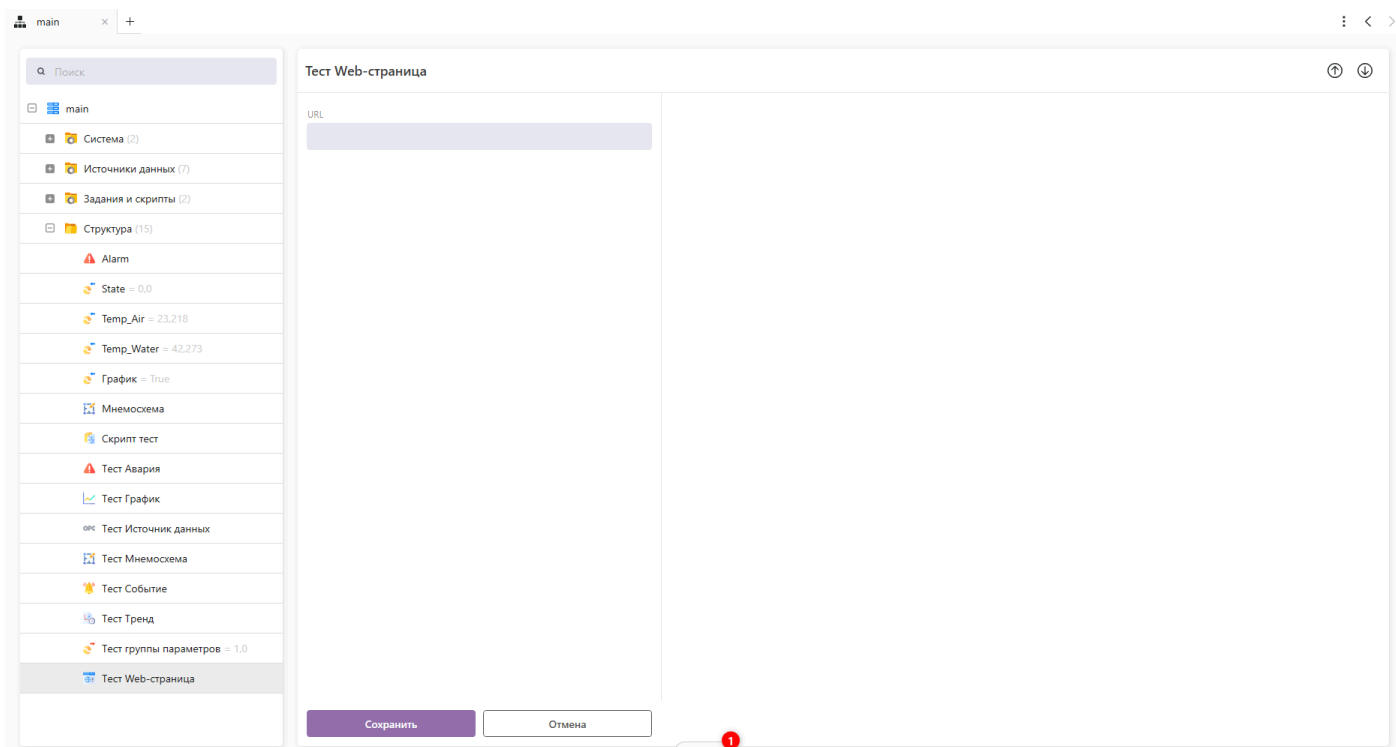 main
Поиск
Тест Web-страница
main
URL
Система (2)
Источники данных (7)
Задания и скрипты (2)
Структура (15)
Alarm
State = 0,0
Temp_Air = 23,218
Temp_Water = 42,273
График = True
Мнемосхема
Скрипт тест
Тест Авария
Тест График
OPC Тест Источник данных
Тест Мнемосхема
Тест Событие
Тест Тренд
Тест группы параметров = 1,0
Тест Web-страница
Сохранить
Отмена
1